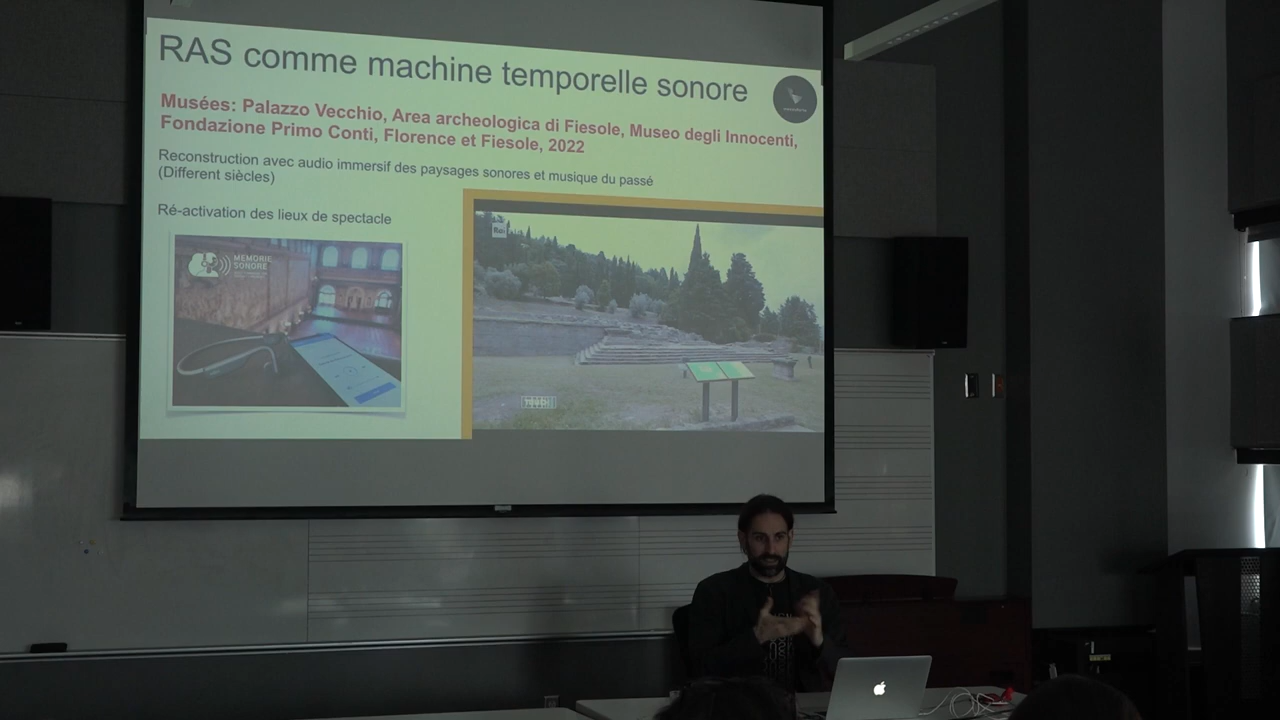 RAS comme machine temporelle sonore
Musées: Palazzo Vecchio, Area archeologica di Fiesole, Museo degli Innocenti,
Fondazione Primo Conti, Florence et Fiesole, 2022
Reconstruction avec audio immersif des paysages sonores et musique du passé
(Different siècles)
Ré-activation des lieux de spectacle
MEMORIE
SONORE
Rai